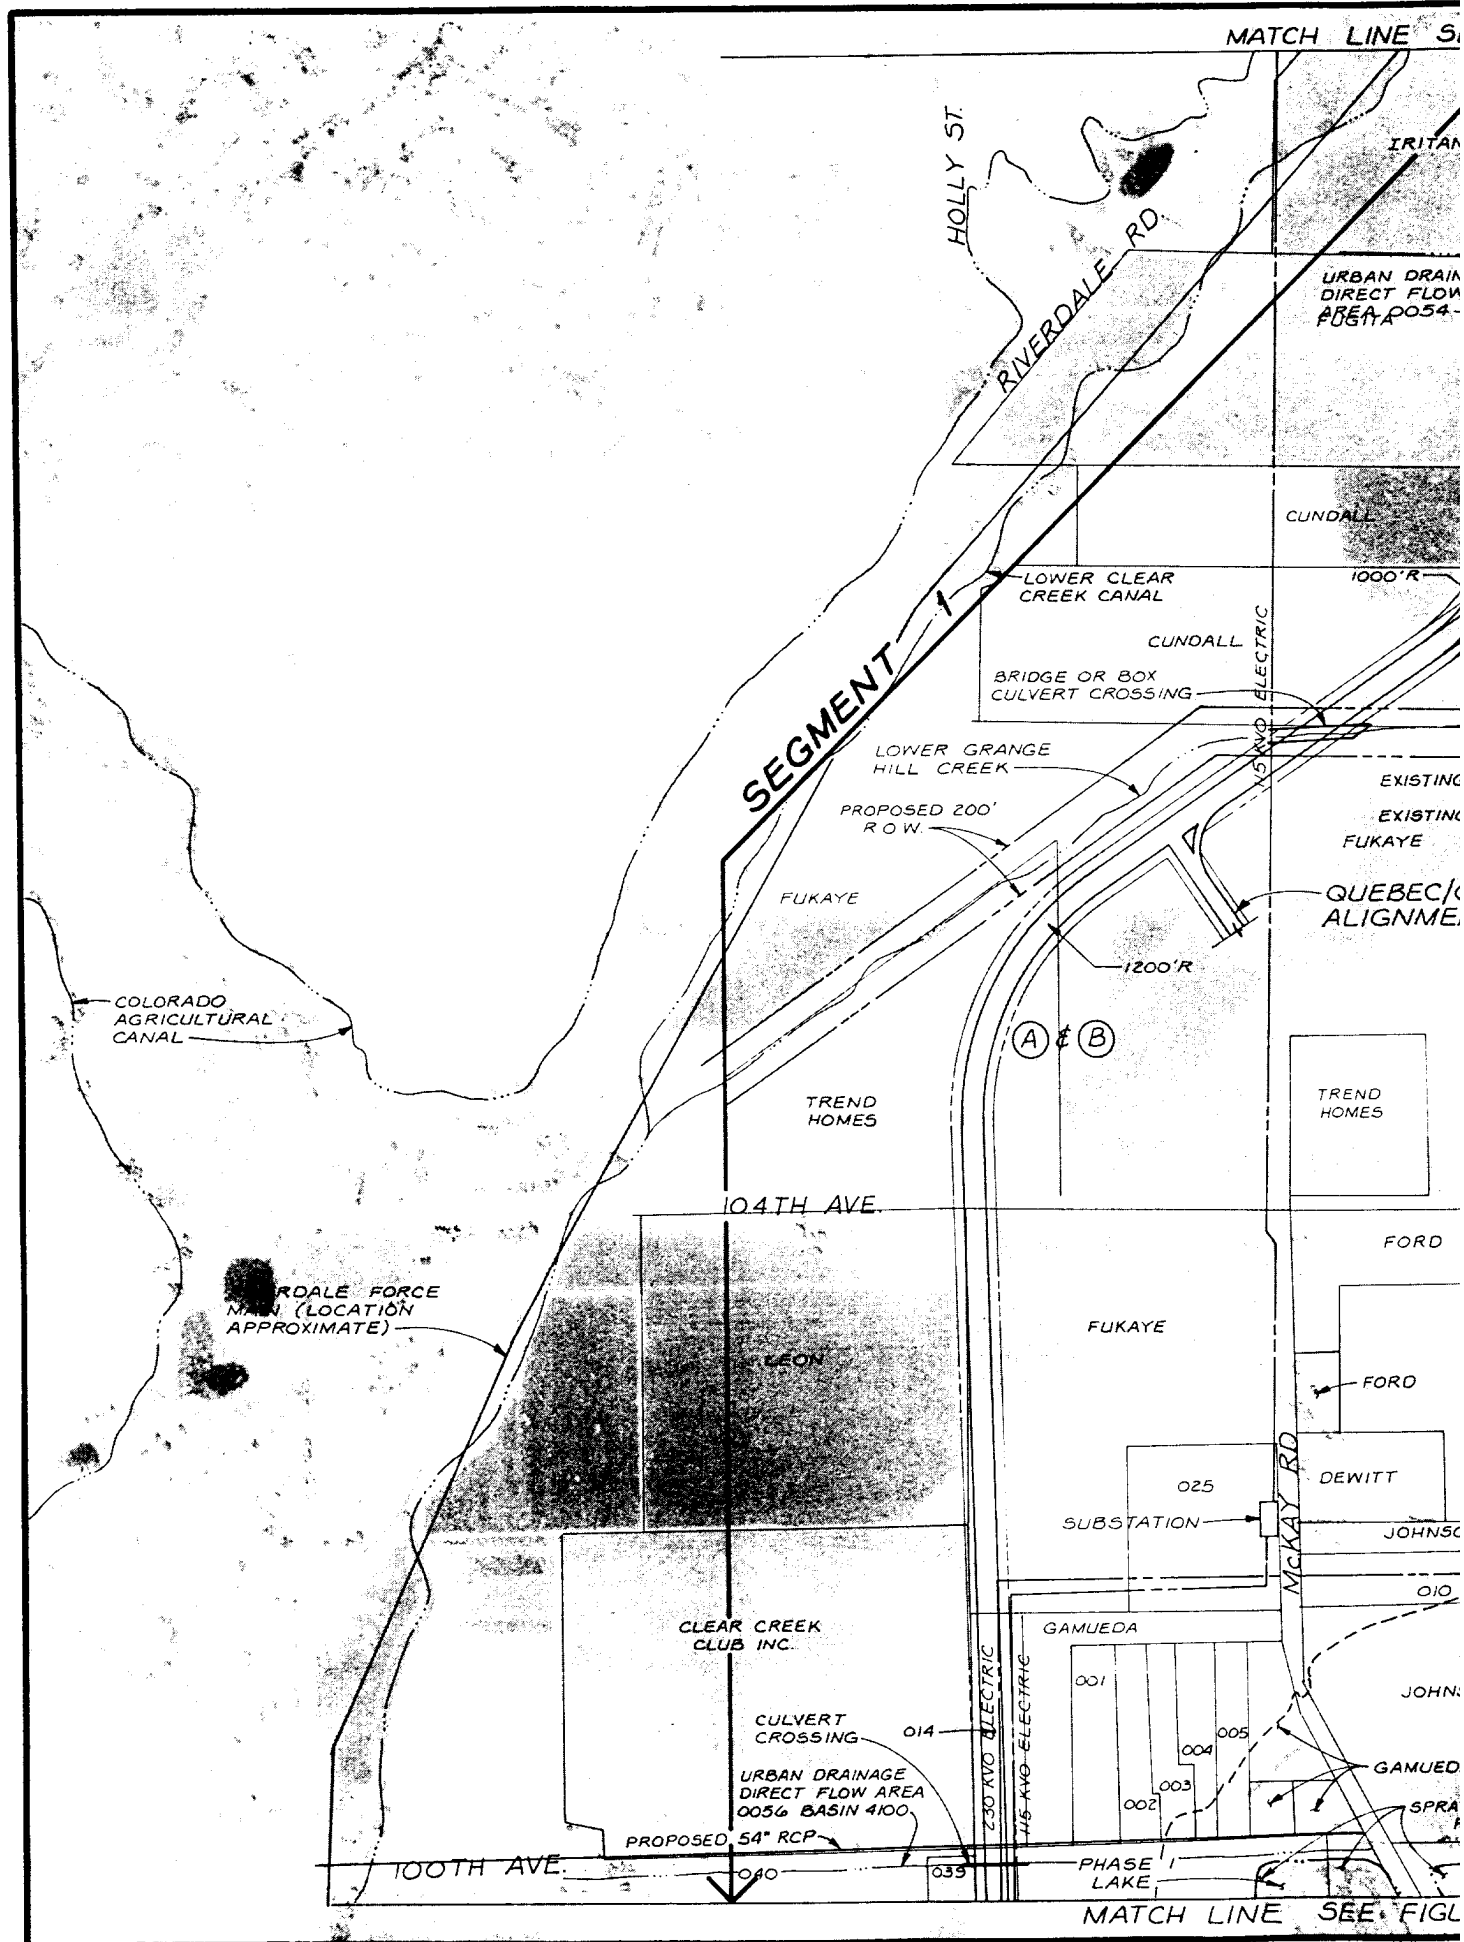 MATCH LINE
HOLLY ST.
RIVERDALE RD.
URBAN DRAIN
DIRECT FLOW
AREA 0054-
FUGITA
CUNDALL
1000'R
LOWER CLEAR
CREEK CANAL
CUNDALL
115 KVO ELECTRIC
BRIDGE OR BOX
CULVERT CROSSING
SEGMENT 1
LOWER GRANGE
HILL CREEK
EXISTING
PROPOSED 200'
R.O.W.
EXISTING
FUKAYE
FUKAYE
QUEBEC/
ALIGNME
1200'R
COLORADO
AGRICULTURAL
CANAL
A & B
TREND
HOMES
TREND
HOMES
104TH AVE.
FORD
RDALE FORCE
MAIN (LOCATION
APPROXIMATE)
FUKAYE
LEON
FORD
McKAY RD
DEWITT
025
SUBSTATION
JOHNSO
010
CLEAR CREEK
CLUB INC.
GAMUEDA
230 KVO ELECTRIC
115 KVO ELECTRIC
001
JOHNS
CULVERT
CROSSING
014
005
004
GAMUED
URBAN DRAINAGE
DIRECT FLOW AREA
0056 BASIN 4100
003
002
SPRA
PROPOSED 54" RCP
100TH AVE.
040
039
PHASE 1
LAKE
MATCH LINE SEE FIGU